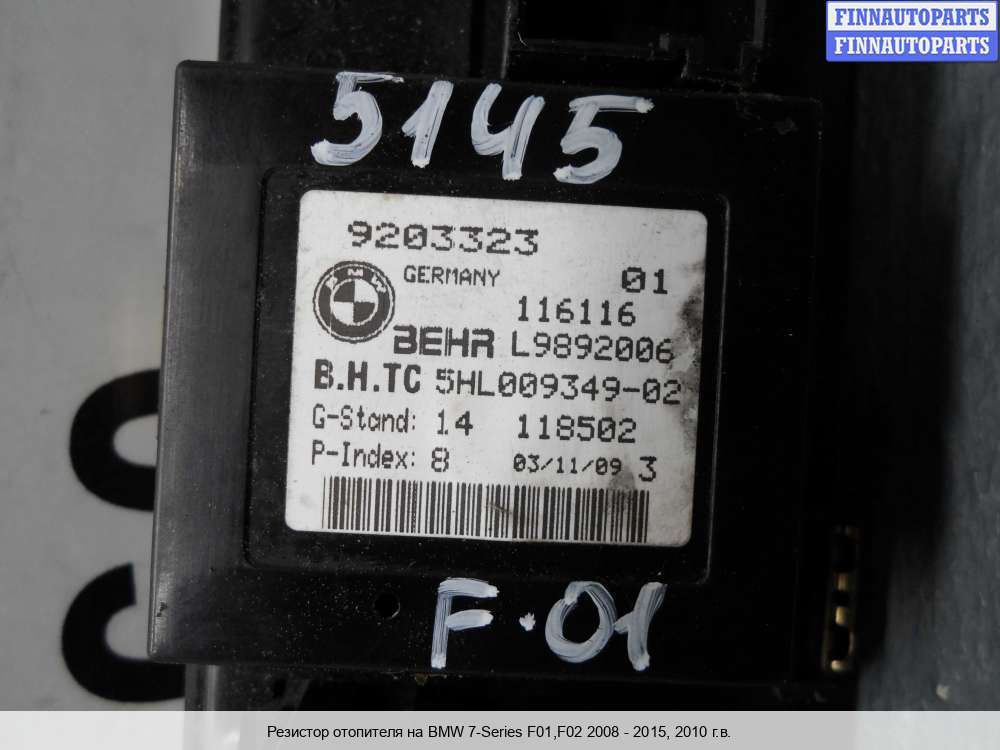 FINNAUTOPARTS
FINNAUTOPARTS
5145
9203323
GERMANY 01
BMW
116116
BEHR L9892006
B.H.TC 5HL009349-02
G-Stand: 14 118502
P-Index: 8 03/11/09 3
F.01
Резистор отопителя на BMW 7-Series F01,F02 2008 - 2015, 2010 г.в.